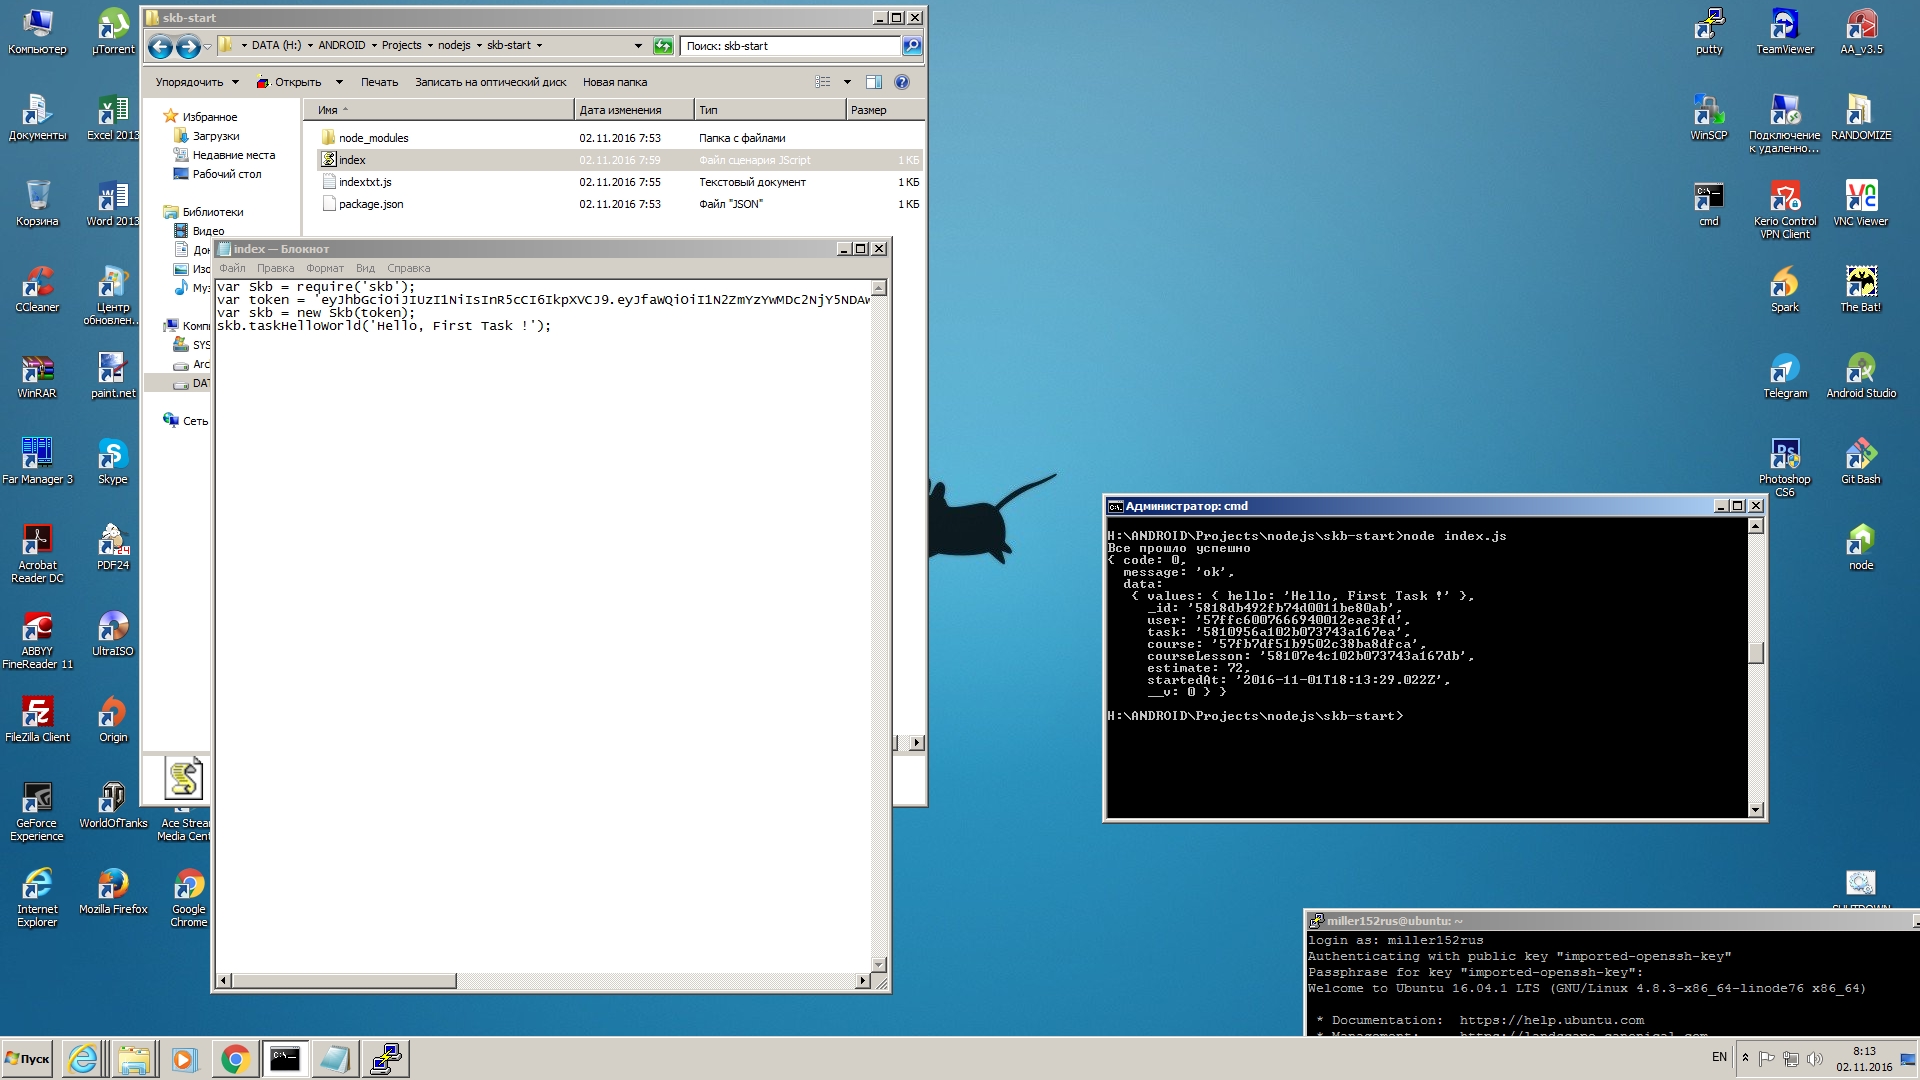 Компьютер
µTorrent
Документы
Excel 2013
Корзина
Word 2013
CCleaner
Центр обновлен...
WinRAR
paint.net
Far Manager 3
Skype
Acrobat Reader DC
PDF24
ABBYY FineReader 11
UltraISO
FileZilla Client
Origin
GeForce Experience
WorldOfTanks
Ace Strea
Media Cent
Internet Explorer
Mozilla Firefox
Google Chrome
skb-start
DATA (H:) ▸ ANDROID ▸ Projects ▸ nodejs ▸ skb-start
Поиск: skb-start
Упорядочить Открыть Печать Записать на оптический диск Новая папка
Избранное
Загрузки
Недавние места
Рабочий стол
Библиотеки
Видео
До
Изо
Му
Комп
SYS
Arc
DAT
Сеть
Имя Дата изменения Тип Размер
node_modules 02.11.2016 7:53 Папка с файлами
index 02.11.2016 7:59 Файл сценария JScript 1 КБ
indextxt.js 02.11.2016 7:55 Текстовый документ 1 КБ
package.json 02.11.2016 7:53 Файл "JSON" 1 КБ
index — Блокнот
Файл Правка Формат Вид Справка
var Skb = require('skb');
var token = 'eyJhbGciOiJIUzI1NiIsInR5cCI6IkpXVCJ9.eyJfaWQiOiI1N2ZmYzYwMDc2NjY5NDAw
var skb = new Skb(token);
skb.taskHelloWorld('Hello, First Task !');
putty
TeamViewer
AA_v3.5
WinSCP
Подключение к удаленно...
RANDOMIZE
cmd
Kerio Control VPN Client
VNC Viewer
Spark
The Bat!
Telegram
Android Studio
Photoshop CS6
Git Bash
node
SHUTDOWN
Администратор: cmd
H:\ANDROID\Projects\nodejs\skb-start>node index.js
Все прошло успешно
{ code: 0,
message: 'ok',
data:
{ values: { hello: 'Hello, First Task !' },
_id: '5818db492fb74d0011be80ab',
user: '57ffc6007666940012eae3fd',
task: '5810956a102b073743a167ea',
course: '57fb7df51b9502c38ba8dfca',
courseLesson: '58107e4c102b073743a167db',
estimate: 72,
startedAt: '2016-11-01T18:13:29.022Z',
__v: 0 } }
H:\ANDROID\Projects\nodejs\skb-start>
miller152rus@ubuntu: ~
login as: miller152rus
Authenticating with public key "imported-openssh-key"
Passphrase for key "imported-openssh-key":
Welcome to Ubuntu 16.04.1 LTS (GNU/Linux 4.8.3-x86_64-linode76 x86_64)
* Documentation: https://help.ubuntu.com
* Management: https://landscape.canonical.com
Пуск
EN
8:13
02.11.2016